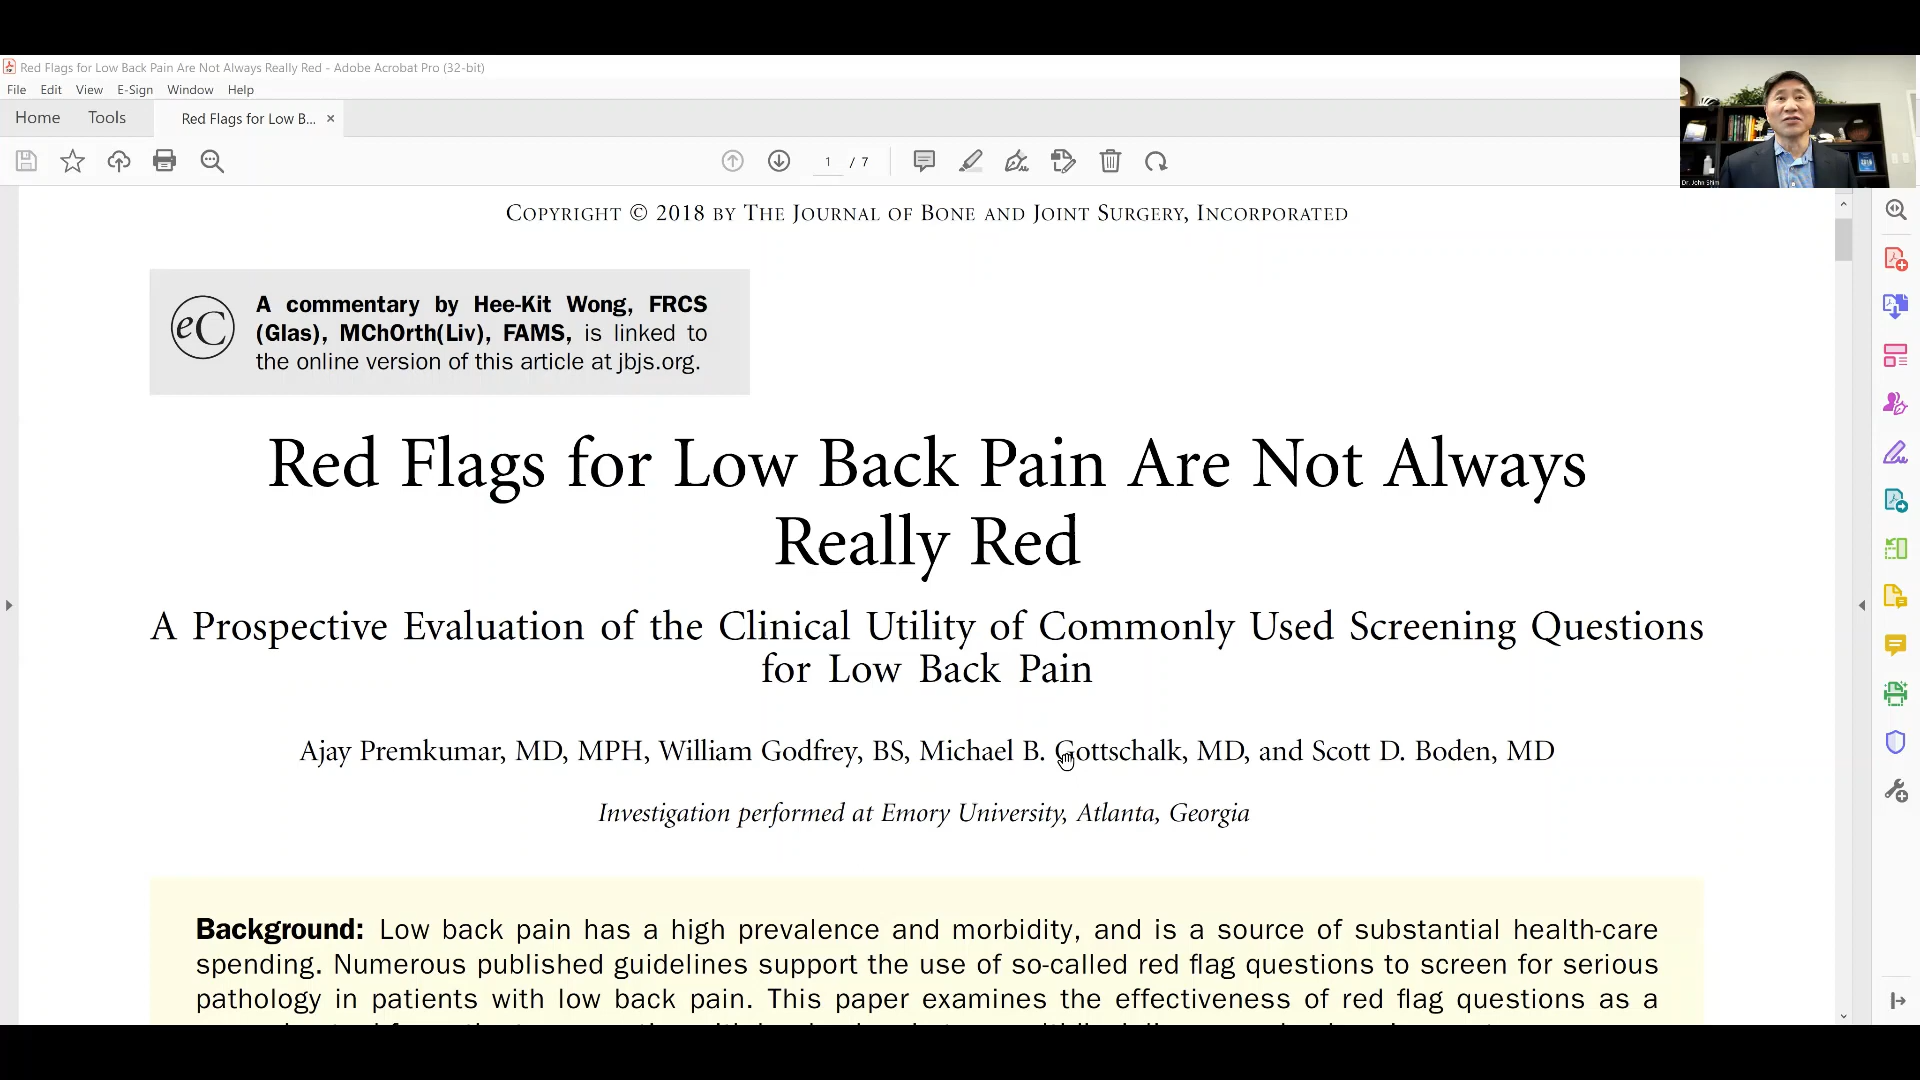 Red Flags for Low Back Pain Are Not Always Really Red - Adobe Acrobat Pro (32-bit)
File Edit View E-Sign Window Help
Home Tools Red Flags for Low B... ×
1 / 7
Dr. John Shim
COPYRIGHT © 2018 BY THE JOURNAL OF BONE AND JOINT SURGERY, INCORPORATED
eC
A commentary by Hee-Kit Wong, FRCS
(Glas), MChOrth(Liv), FAMS, is linked to
the online version of this article at jbjs.org.
Red Flags for Low Back Pain Are Not Always
Really Red
A Prospective Evaluation of the Clinical Utility of Commonly Used Screening Questions
for Low Back Pain
Ajay Premkumar, MD, MPH, William Godfrey, BS, Michael B. Gottschalk, MD, and Scott D. Boden, MD
Investigation performed at Emory University, Atlanta, Georgia
Background: Low back pain has a high prevalence and morbidity, and is a source of substantial health-care
spending. Numerous published guidelines support the use of so-called red flag questions to screen for serious
pathology in patients with low back pain. This paper examines the effectiveness of red flag questions as a